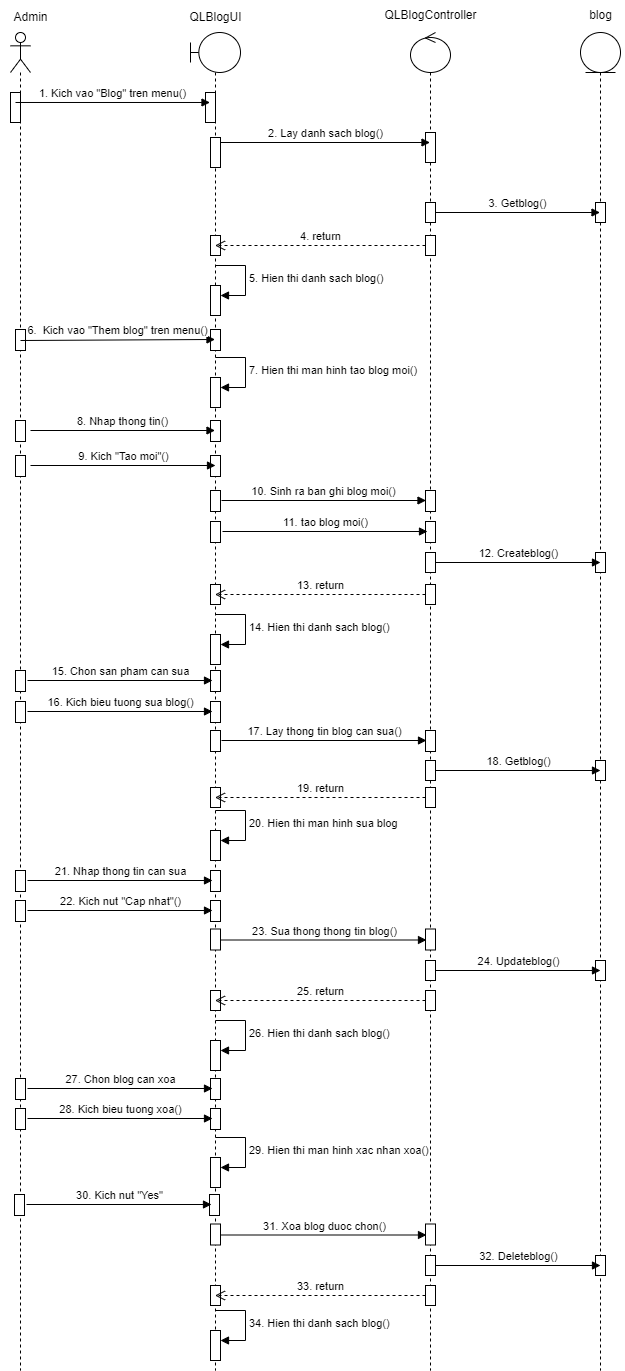 Admin
QLBlogUI
QLBlogController
blog
1. Kich vao "Blog" tren menu()
2. Lay danh sach blog()
3. Getblog()
4. return
5. Hien thi danh sach blog()
6.  Kich vao "Them blog" tren menu()
7. Hien thi man hinh tao blog moi()
8. Nhap thong tin()
9. Kich "Tao moi"()
10. Sinh ra ban ghi blog moi()
11. tao blog moi()
12. Createblog()
13. return
14. Hien thi danh sach blog()
15. Chon san pham can sua
16. Kich bieu tuong sua blog()
17. Lay thong tin blog can sua()
18. Getblog()
19. return
20. Hien thi man hinh sua blog
21. Nhap thong tin can sua
22. Kich nut "Cap nhat"()
23. Sua thong thong tin blog()
24. Updateblog()
25. return
26. Hien thi danh sach blog()
27. Chon blog can xoa
28. Kich bieu tuong xoa()
29. Hien thi man hinh xac nhan xoa()
30. Kich nut "Yes"
31. Xoa blog duoc chon()
32. Deleteblog()
33. return
34. Hien thi danh sach blog()